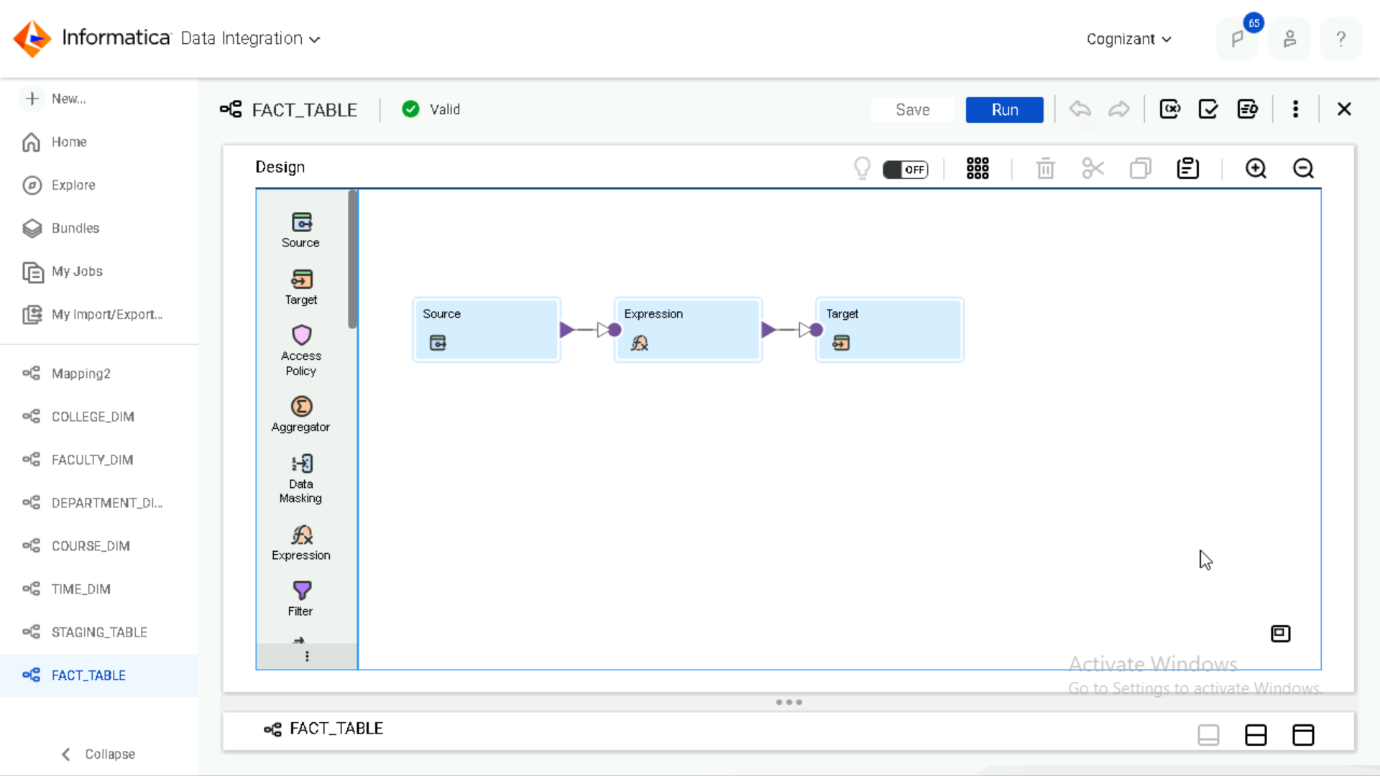 Informatica Data Integration
Cognizant
65
?
New...
Home
Explore
Bundles
My Jobs
My Import/Export...
Mapping2
COLLEGE_DIM
FACULTY_DIM
DEPARTMENT_DI...
COURSE_DIM
TIME_DIM
STAGING_TABLE
FACT_TABLE
Collapse
FACT_TABLE
Valid
Save
Run
Design
OFF
Source
Target
Access
Policy
Aggregator
Data
Masking
Expression
Filter
Source
Expression
Target
Activate Windows
Go to Settings to activate Windows.
FACT_TABLE